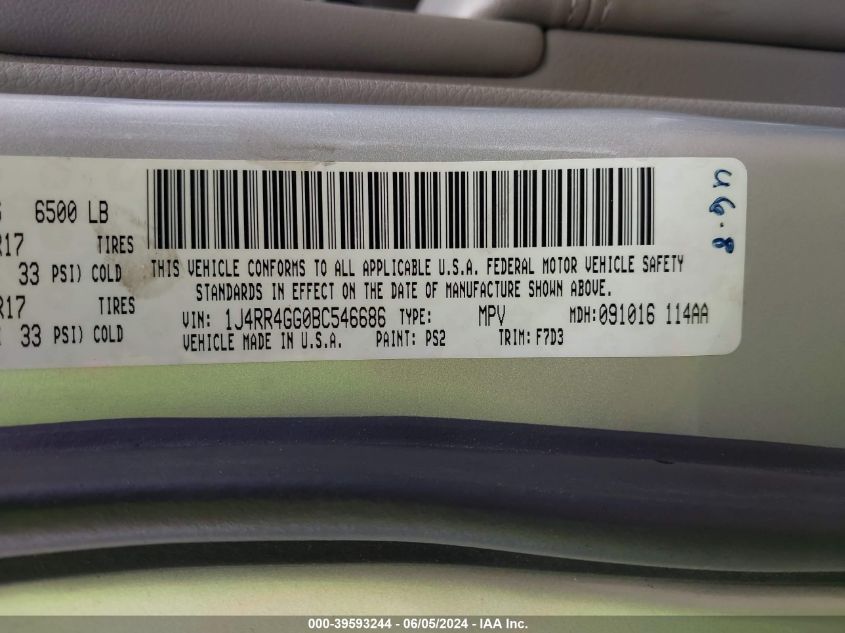 6500 LB
R17 TIRES
33 PSI) COLD
R17 TIRES
33 PSI) COLD
THIS VEHICLE CONFORMS TO ALL APPLICABLE U.S.A. FEDERAL MOTOR VEHICLE SAFETY
STANDARDS IN EFFECT ON THE DATE OF MANUFACTURE SHOWN ABOVE.
VIN: 1J4RR4GG0BC546686 TYPE: MPV MDH: 091016 114AA
VEHICLE MADE IN U.S.A. PAINT: PS2 TRIM: F7D3
000-39593244 - 06/05/2024 - IAA Inc.